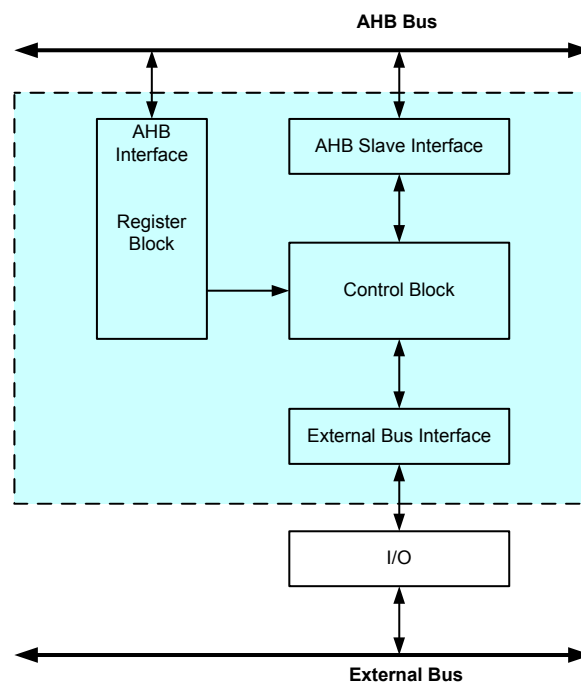 AHB Bus
AHB
Interface
Register
Block
AHB Slave Interface
Control Block
External Bus Interface
I/O
External Bus